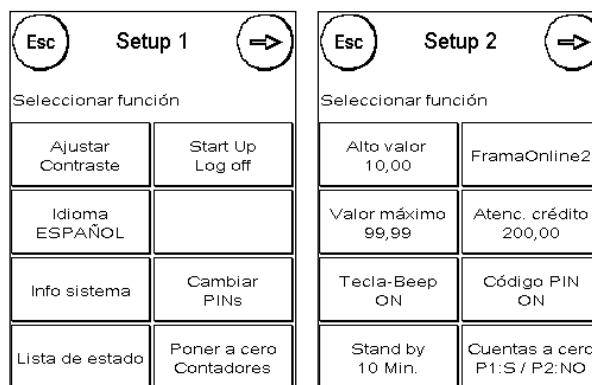 Esc Setup 1
Seleccionar función
Ajustar Contraste
Start Up Log off
Idioma ESPAÑOL
Info sistema
Cambiar PINs
Lista de estado
Poner a cero Contadores
Esc Setup 2
Seleccionar función
Alto valor 10,00
FramaOnline2
Valor máximo 99,99
Atenc. crédito 200,00
Tecla-Beep ON
Código PIN ON
Stand by 10 Min.
Cuentas a cero P1:S / P2:NO